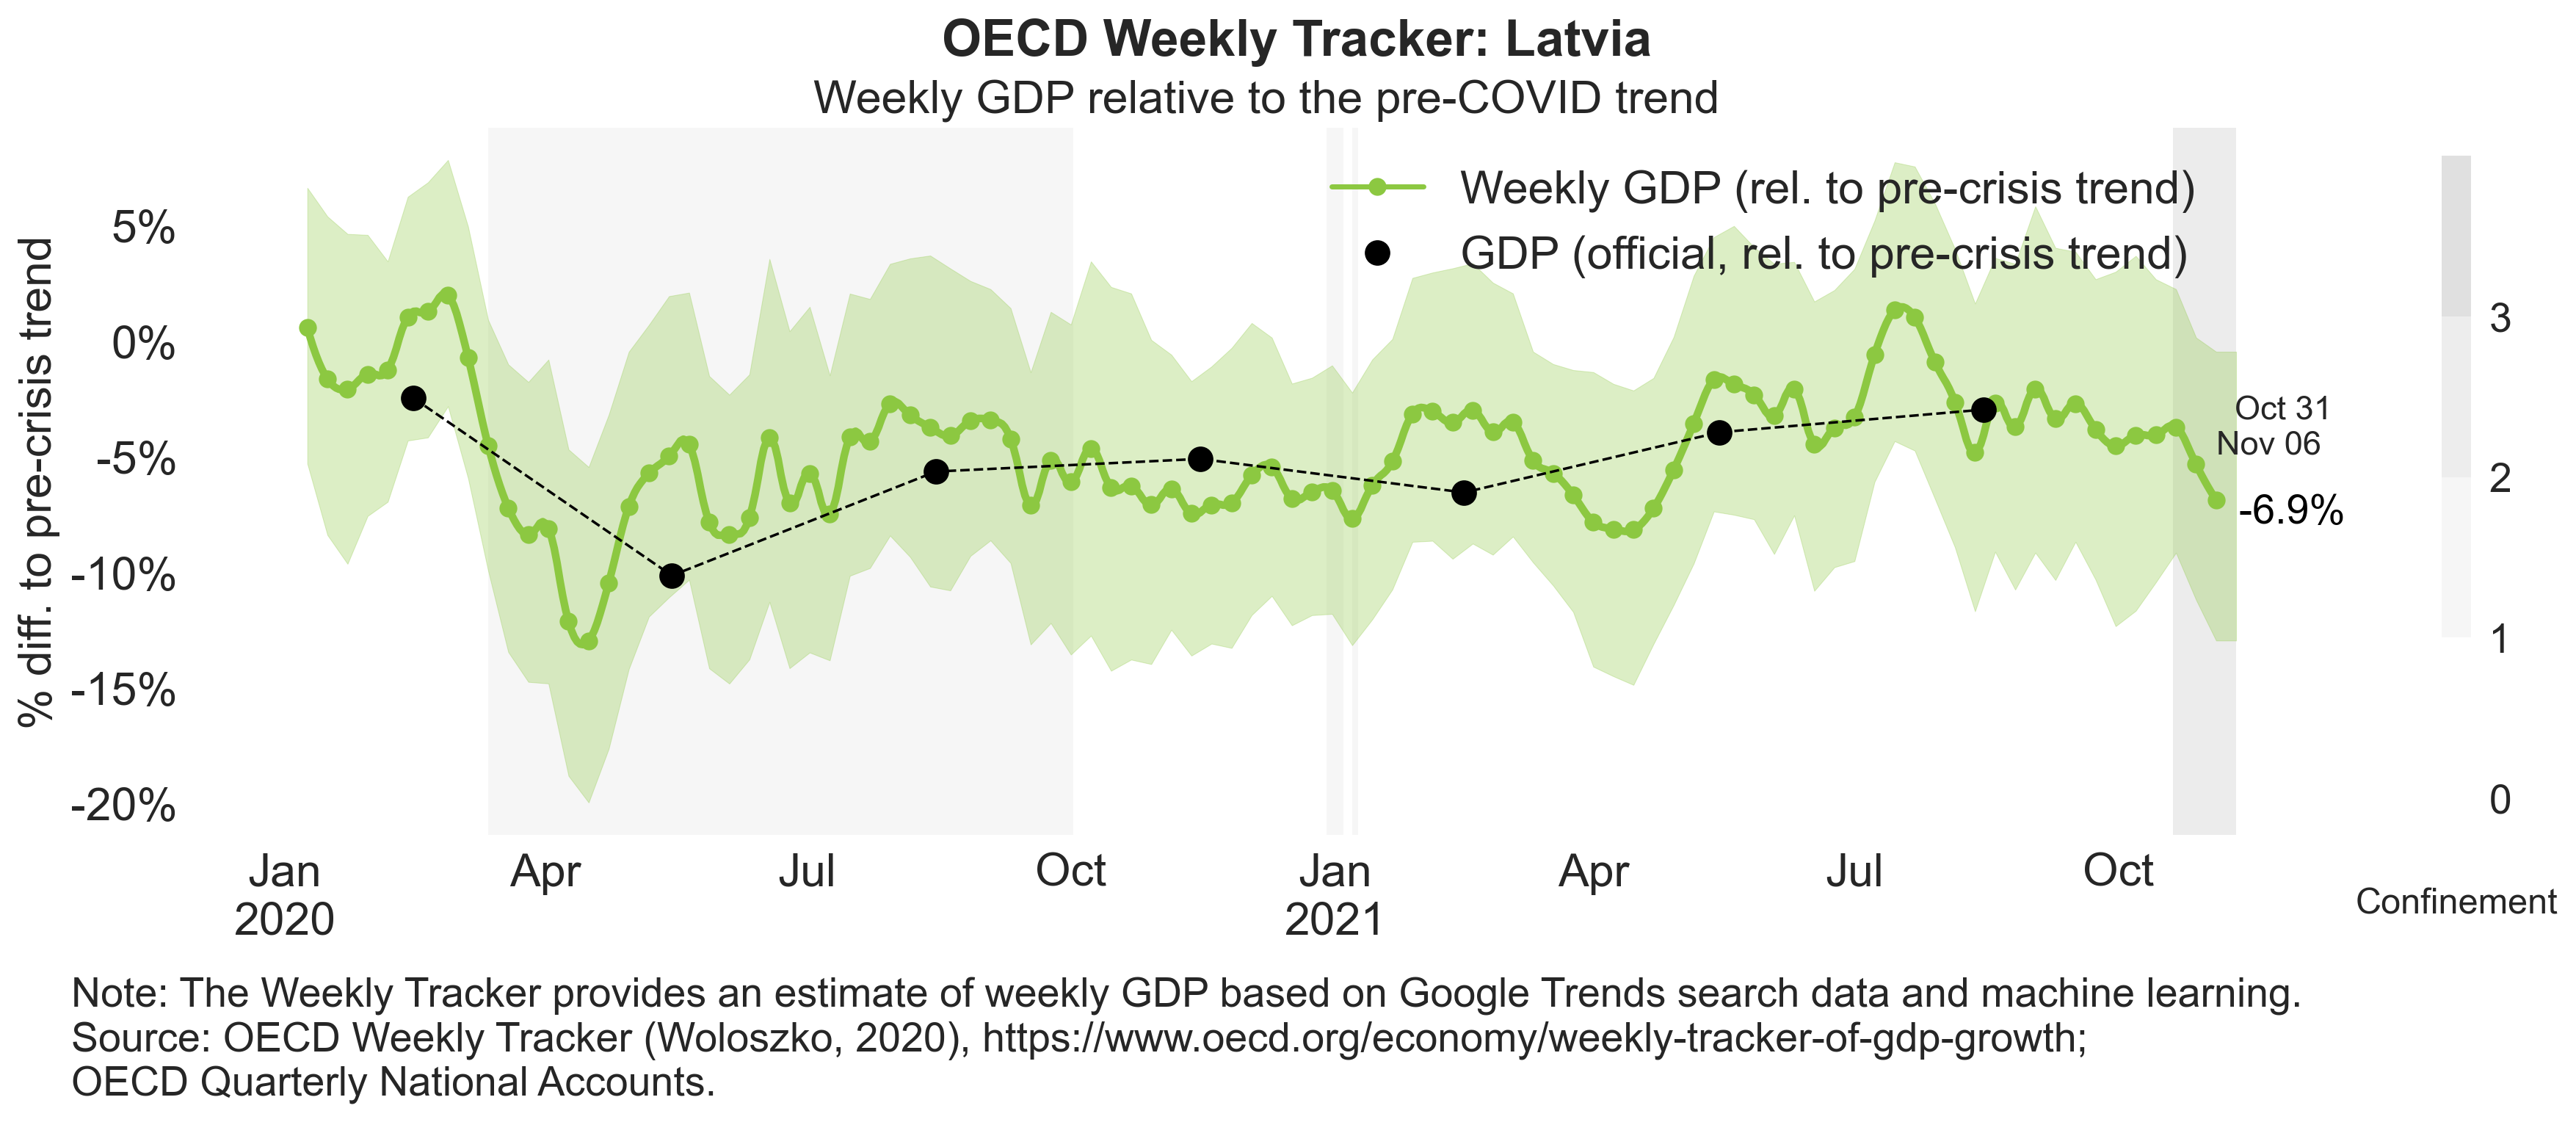 OECD Weekly Tracker: Latvia
Weekly GDP relative to the pre-COVID trend
Weekly GDP (rel. to pre-crisis trend)
GDP (official, rel. to pre-crisis trend)
% diff. to pre-crisis trend
5%
0%
-5%
-10%
-15%
-20%
Oct 31
Nov 06
-6.9%
3
2
1
0
Confinement
Jan Apr Jul Oct Jan Apr Jul Oct
2020 2021
Note: The Weekly Tracker provides an estimate of weekly GDP based on Google Trends search data and machine learning.
Source: OECD Weekly Tracker (Woloszko, 2020), https://www.oecd.org/economy/weekly-tracker-of-gdp-growth;
OECD Quarterly National Accounts.